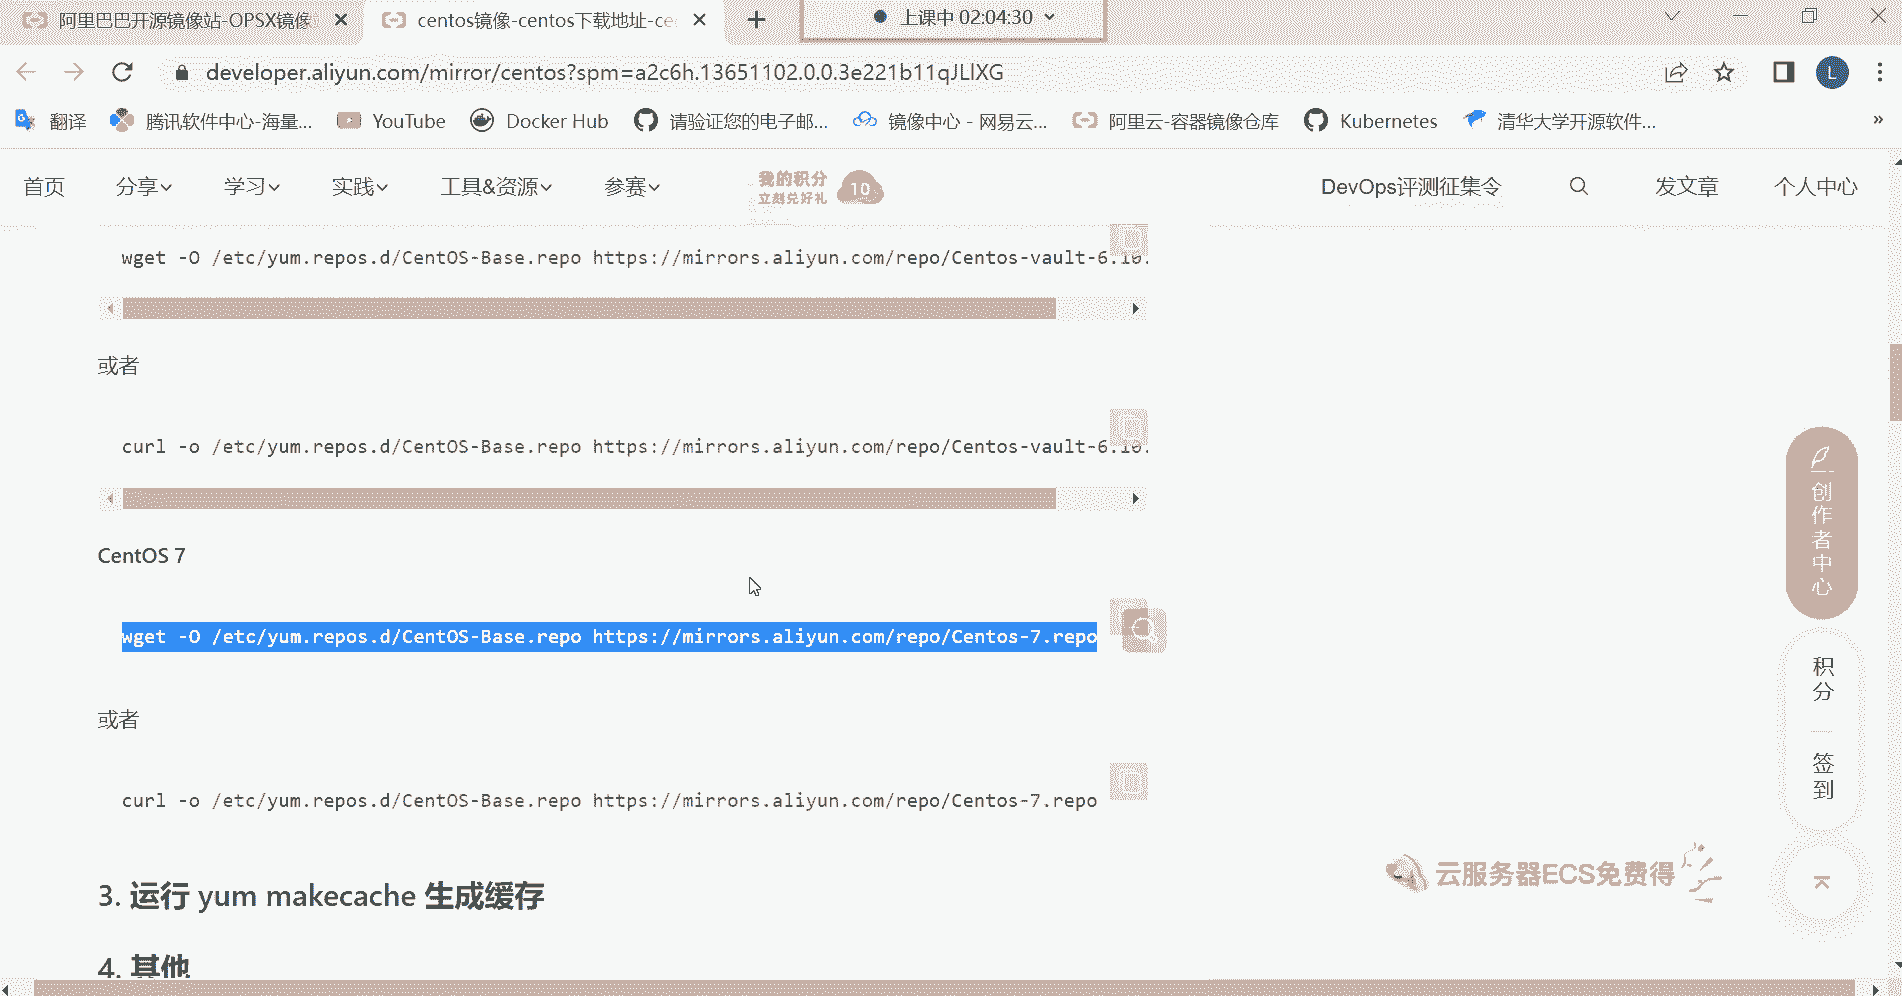 阿里巴巴开源镜像站-OPSX镜像
centos镜像-centos下载地址-ce
上课中 02:04:30
developer.aliyun.com/mirror/centos?spm=a2c6h.13651102.0.0.3e221b11qJLlXG
L
翻译
腾讯软件中心-海量...
YouTube
Docker Hub
请验证您的电子邮...
镜像中心 - 网易云...
阿里云-容器镜像仓库
Kubernetes
清华大学开源软件...
»
首页
分享
学习
实践
工具&资源
参赛
我的积分
立刻兑好礼
10
DevOps评测征集令
发文章
个人中心
wget -O /etc/yum.repos.d/CentOS-Base.repo https://mirrors.aliyun.com/repo/Centos-vault-6.10.
或者
curl -o /etc/yum.repos.d/CentOS-Base.repo https://mirrors.aliyun.com/repo/Centos-vault-6.10.
CentOS 7
wget -O /etc/yum.repos.d/CentOS-Base.repo https://mirrors.aliyun.com/repo/Centos-7.repo
或者
curl -o /etc/yum.repos.d/CentOS-Base.repo https://mirrors.aliyun.com/repo/Centos-7.repo
3. 运行 yum makecache 生成缓存
4. 其他
创作者中心
积分
签到
云服务器ECS免费得